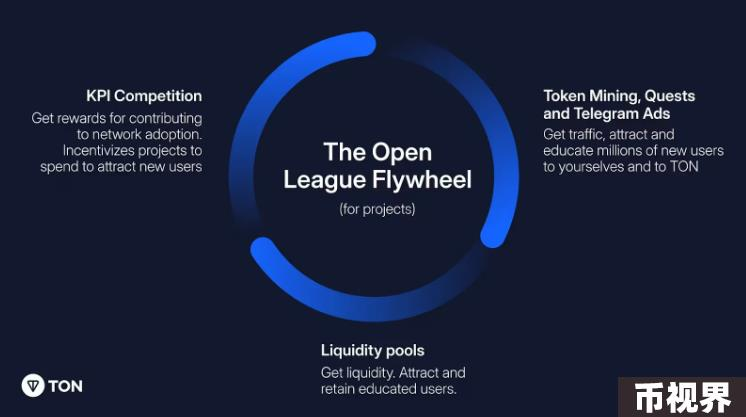 KPI Competition
Get rewards for contributing
to network adoption.
Incentivizes projects to
spend to attract new users
The Open
League Flywheel
(for projects)
Token Mining, Quests
and Telegram Ads
Get traffic, attract and
educate millions of new users
to yourselves and to TON
Liquidity pools
Get liquidity. Attract and
retain educated users.
TON
币视界